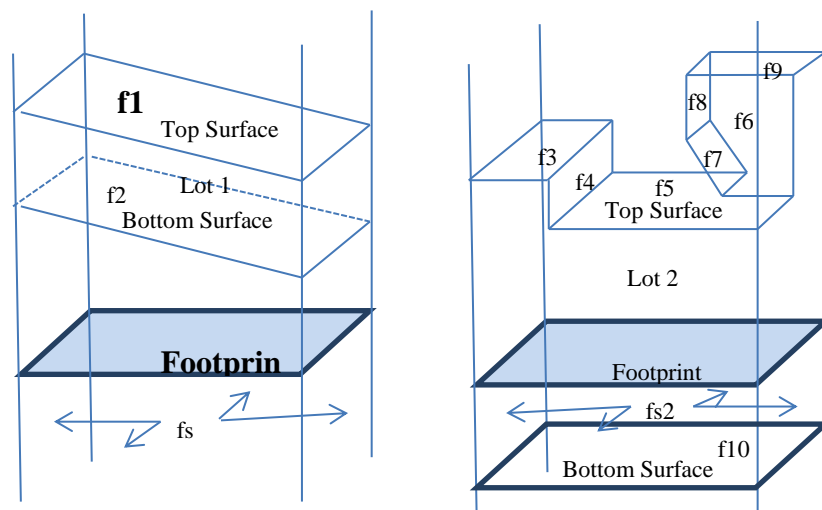 f1
Top Surface
Lot 1
f2
Bottom Surface
Footprin
fs
f9
f8
f6
f3
f7
f4
f5
Top Surface
Lot 2
Footprint
fs2
f10
Bottom Surface